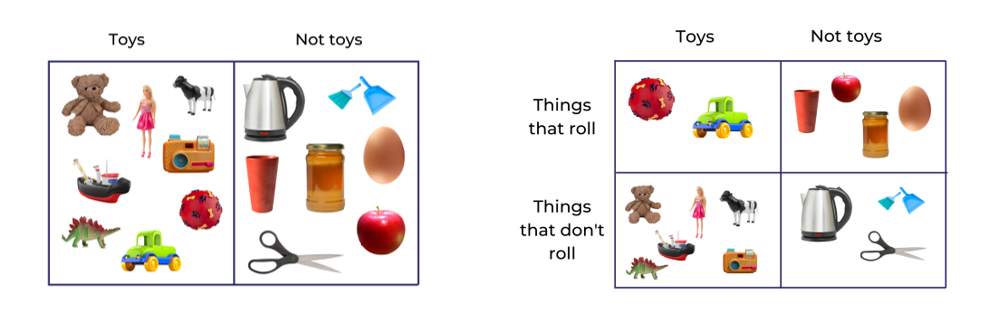 Toys
Not toys
Toys
Not toys
Things
that roll
Things
that don't
roll